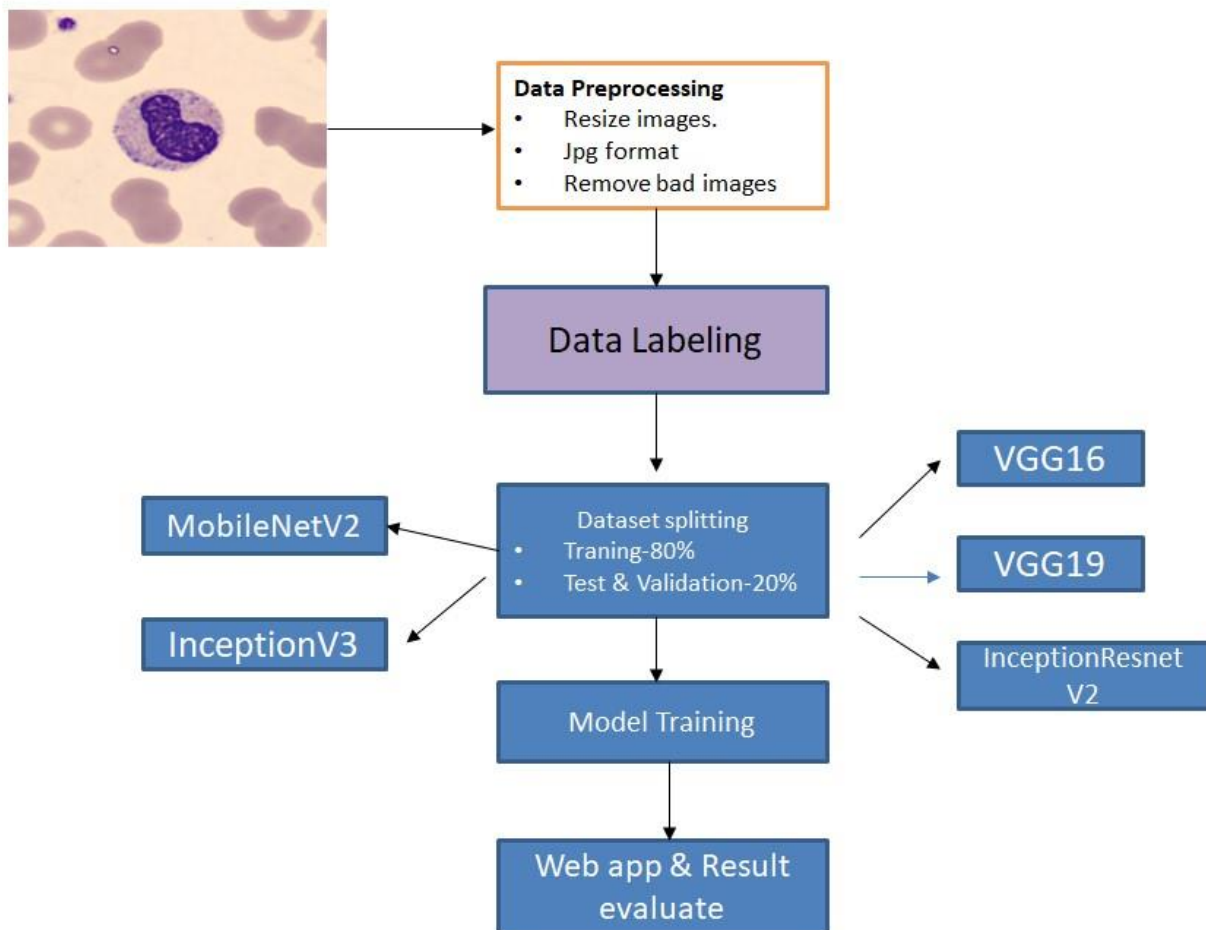 Data Preprocessing
• Resize images.
• Jpg format
• Remove bad images
Data Labeling
VGG16
MobileNetV2
Dataset splitting
• Traning-80%
• Test & Validation-20%
VGG19
InceptionV3
InceptionResnet
V2
Model Training
Web app & Result
evaluate